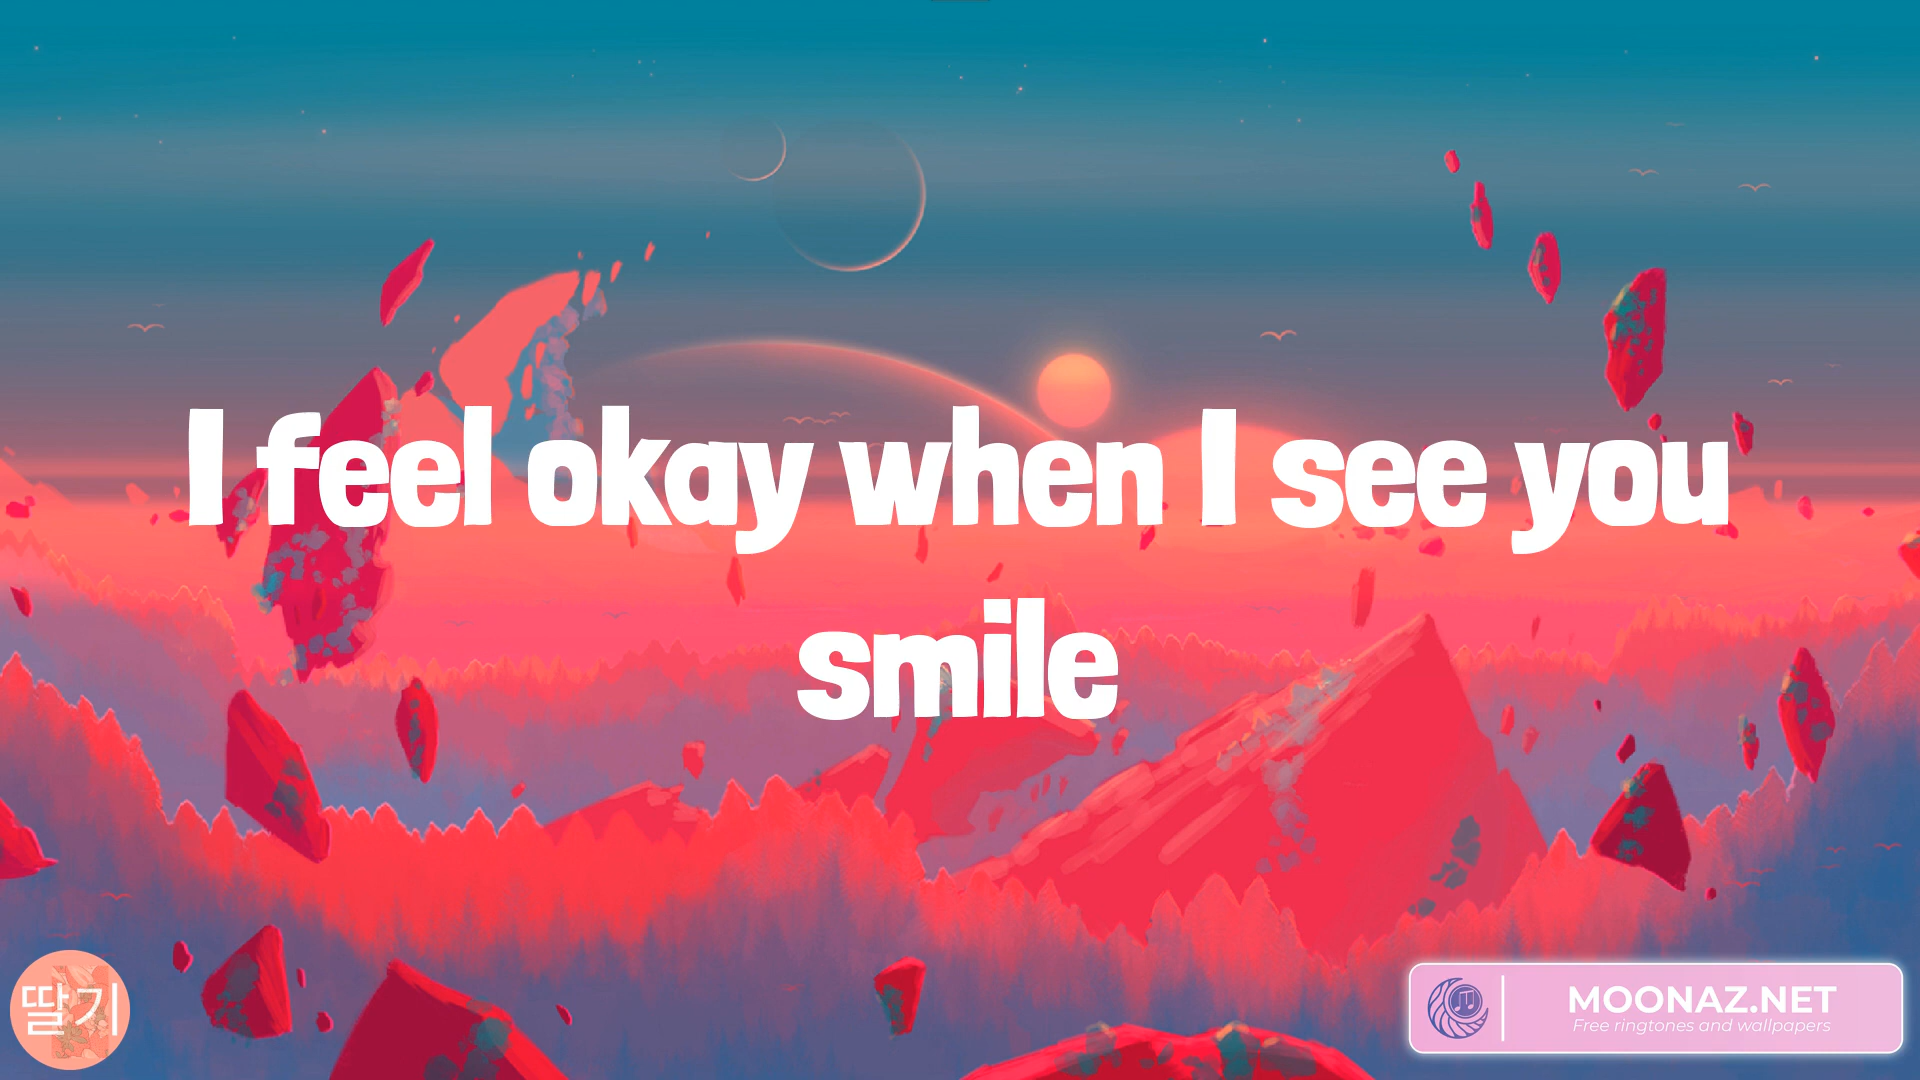 I feel okay when I see you
smile
딸기
MOONAZ.NET
Free ringtones and wallpapers